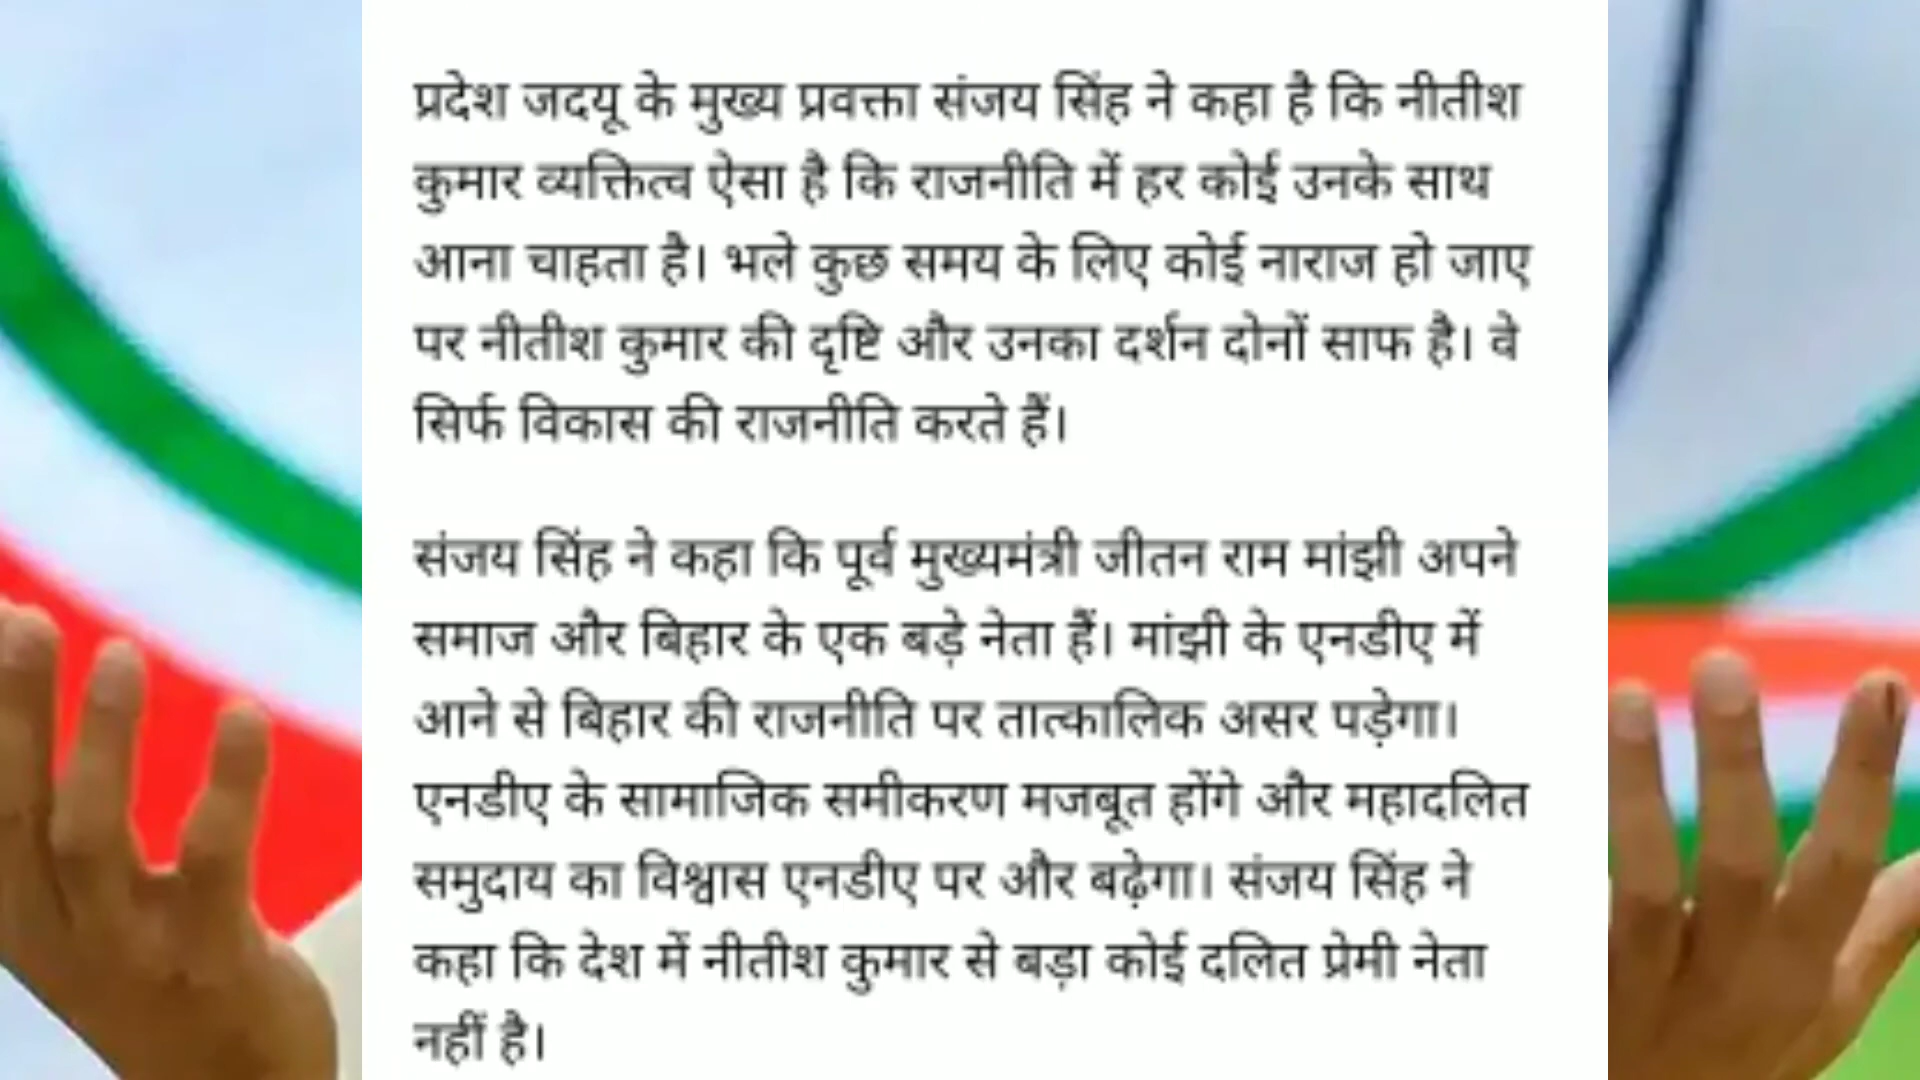 प्रदेश जदयू के मुख्य प्रवक्ता संजय सिंह ने कहा है कि नीतीश
कुमार व्यक्तित्व ऐसा है कि राजनीति में हर कोई उनके साथ
आना चाहता है। भले कुछ समय के लिए कोई नाराज हो जाए
पर नीतीश कुमार की दृष्टि और उनका दर्शन दोनों साफ है। वे
सिर्फ विकास की राजनीति करते हैं।
संजय सिंह ने कहा कि पूर्व मुख्यमंत्री जीतन राम मांझी अपने
समाज और बिहार के एक बड़े नेता हैं। मांझी के एनडीए में
आने से बिहार की राजनीति पर तात्कालिक असर पड़ेगा।
एनडीए के सामाजिक समीकरण मजबूत होंगे और महादलित
समुदाय का विश्वास एनडीए पर और बढ़ेगा। संजय सिंह ने
कहा कि देश में नीतीश कुमार से बड़ा कोई दलित प्रेमी नेता
नहीं है।